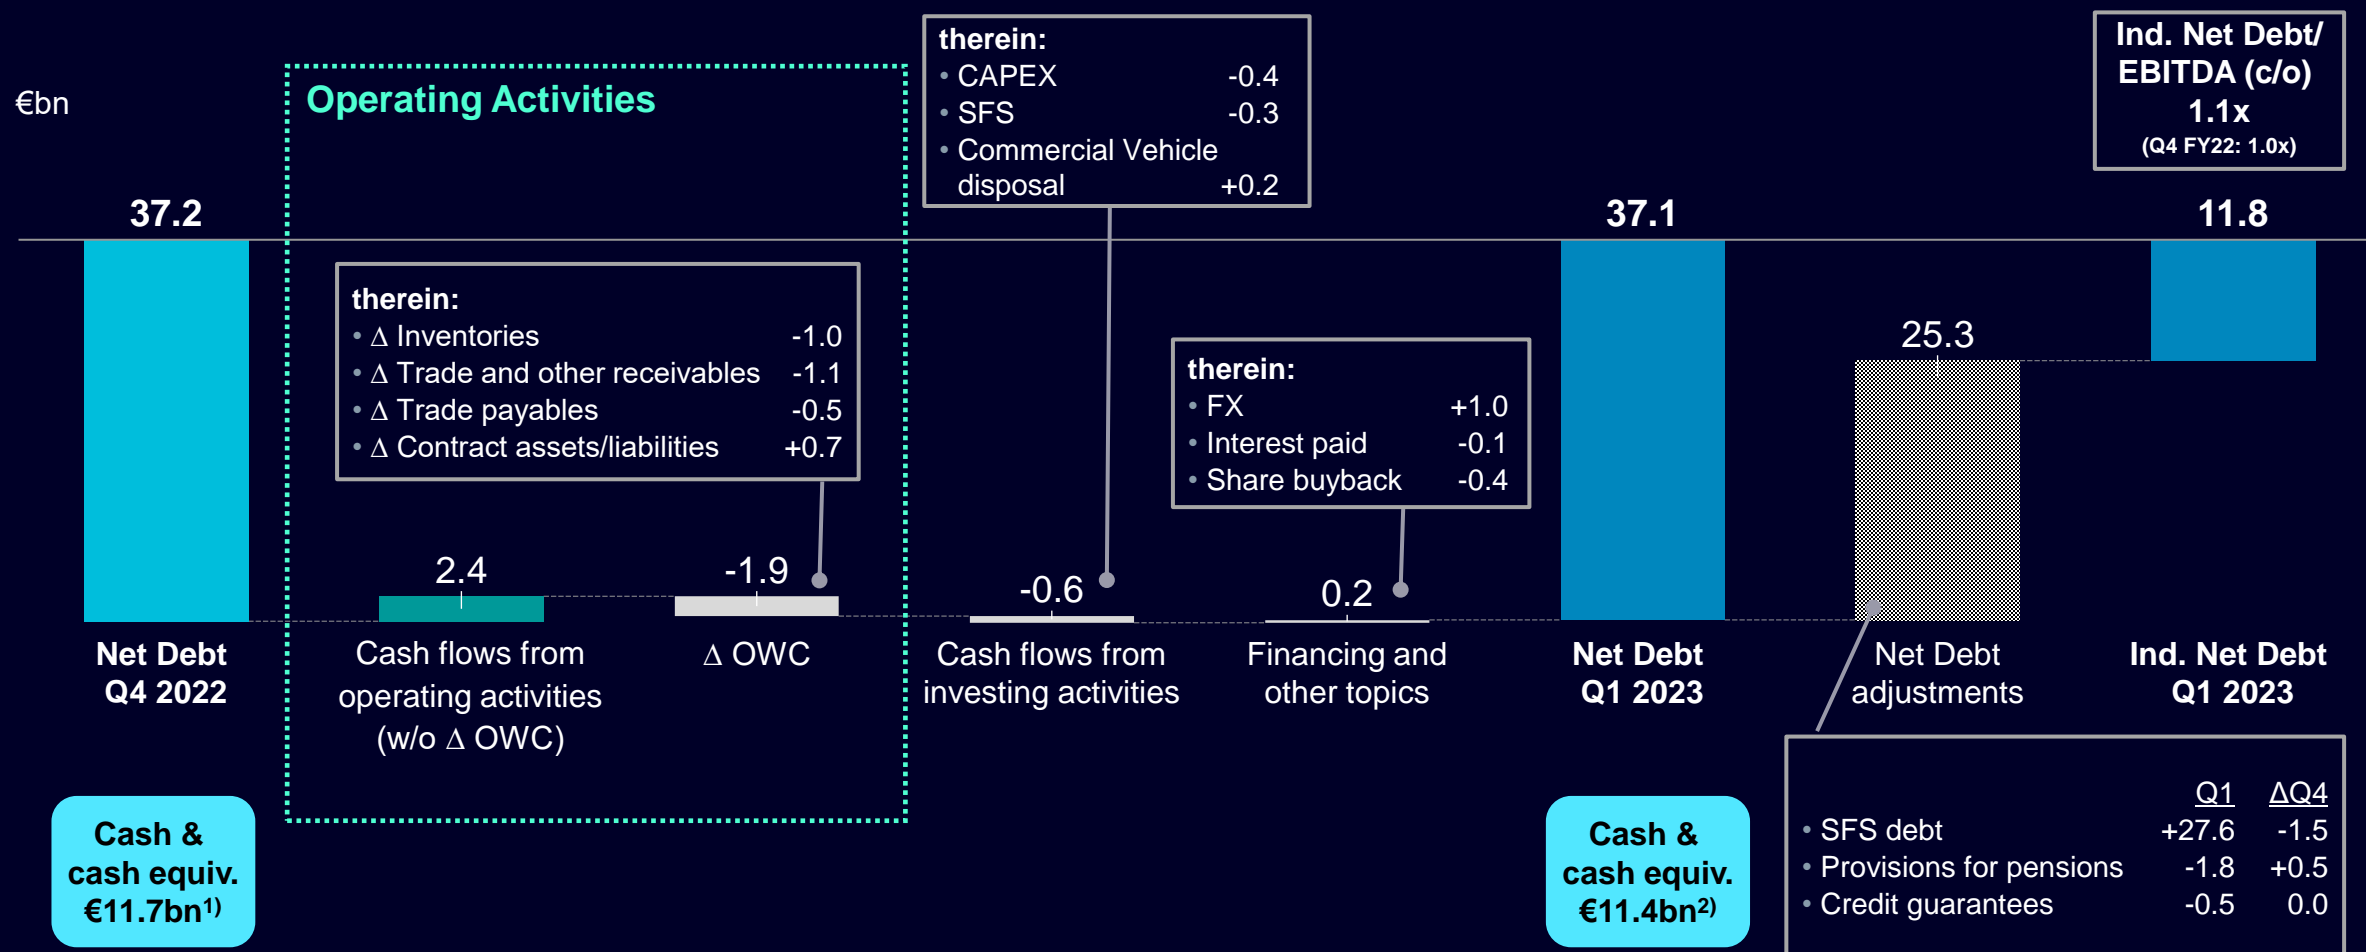 €bn
Operating Activities
therein:
• CAPEX -0.4
• SFS -0.3
• Commercial Vehicle
disposal +0.2
Ind. Net Debt/
EBITDA (c/o)
1.1x
(Q4 FY22: 1.0x)
37.2
37.1
11.8
therein:
• Δ Inventories -1.0
• Δ Trade and other receivables -1.1
• Δ Trade payables -0.5
• Δ Contract assets/liabilities +0.7
therein:
• FX +1.0
• Interest paid -0.1
• Share buyback -0.4
25.3
2.4
-1.9
-0.6
0.2
Net Debt
Q4 2022
Cash flows from
operating activities
(w/o Δ OWC)
Δ OWC
Cash flows from
investing activities
Financing and
other topics
Net Debt
Q1 2023
Net Debt
adjustments
Ind. Net Debt
Q1 2023
Cash &
cash equiv.
€11.7bn1)
Cash &
cash equiv.
€11.4bn2)
Q1 ΔQ4
• SFS debt +27.6 -1.5
• Provisions for pensions -1.8 +0.5
• Credit guarantees -0.5 0.0